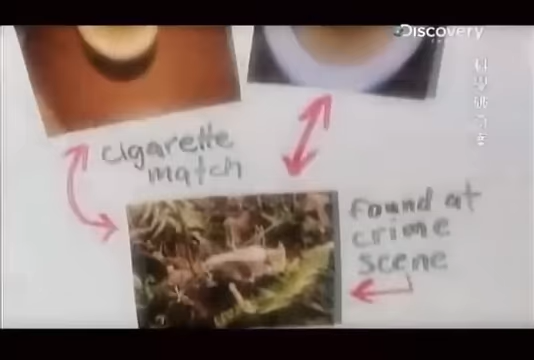 Discovery
cigarette
match
found at
crime
scene